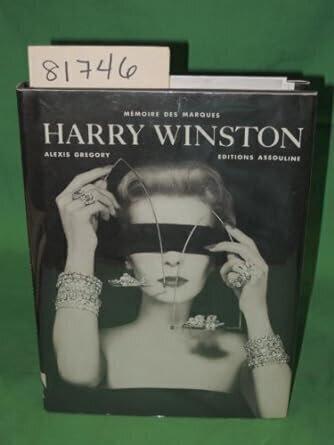 81746
MÉMOIRE DES MARQUES
HARRY WINSTON
ALEXIS GREGORY EDITIONS ASSOULINE